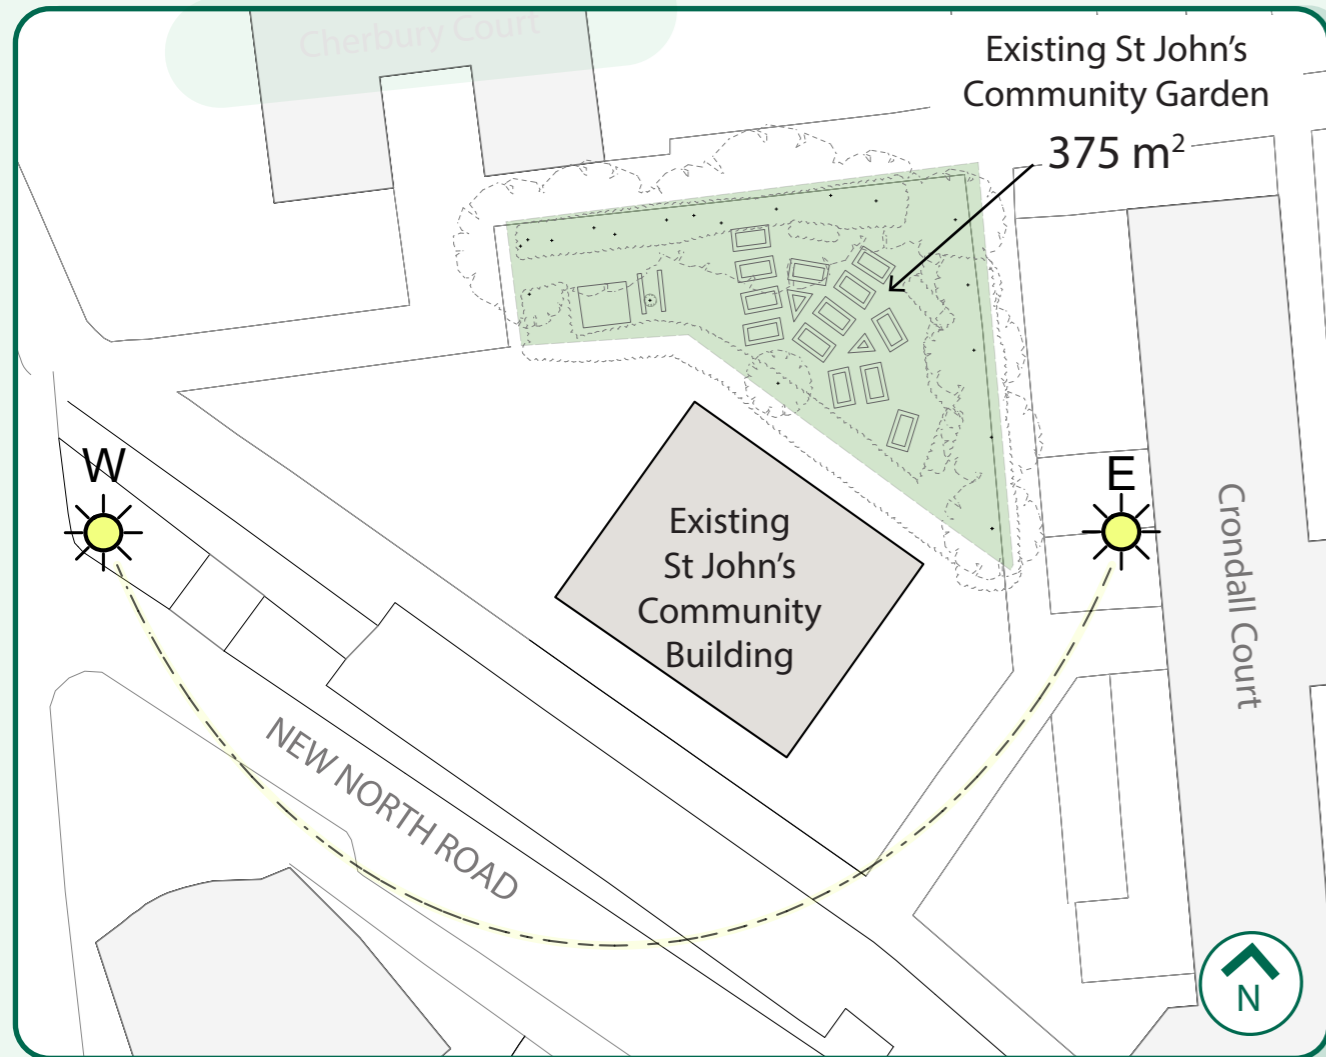 Cherbury Court
Existing St John's
Community Garden
375 m²
W
E
Existing
St John's
Community
Building
Crondall Court
NEW NORTH ROAD
N